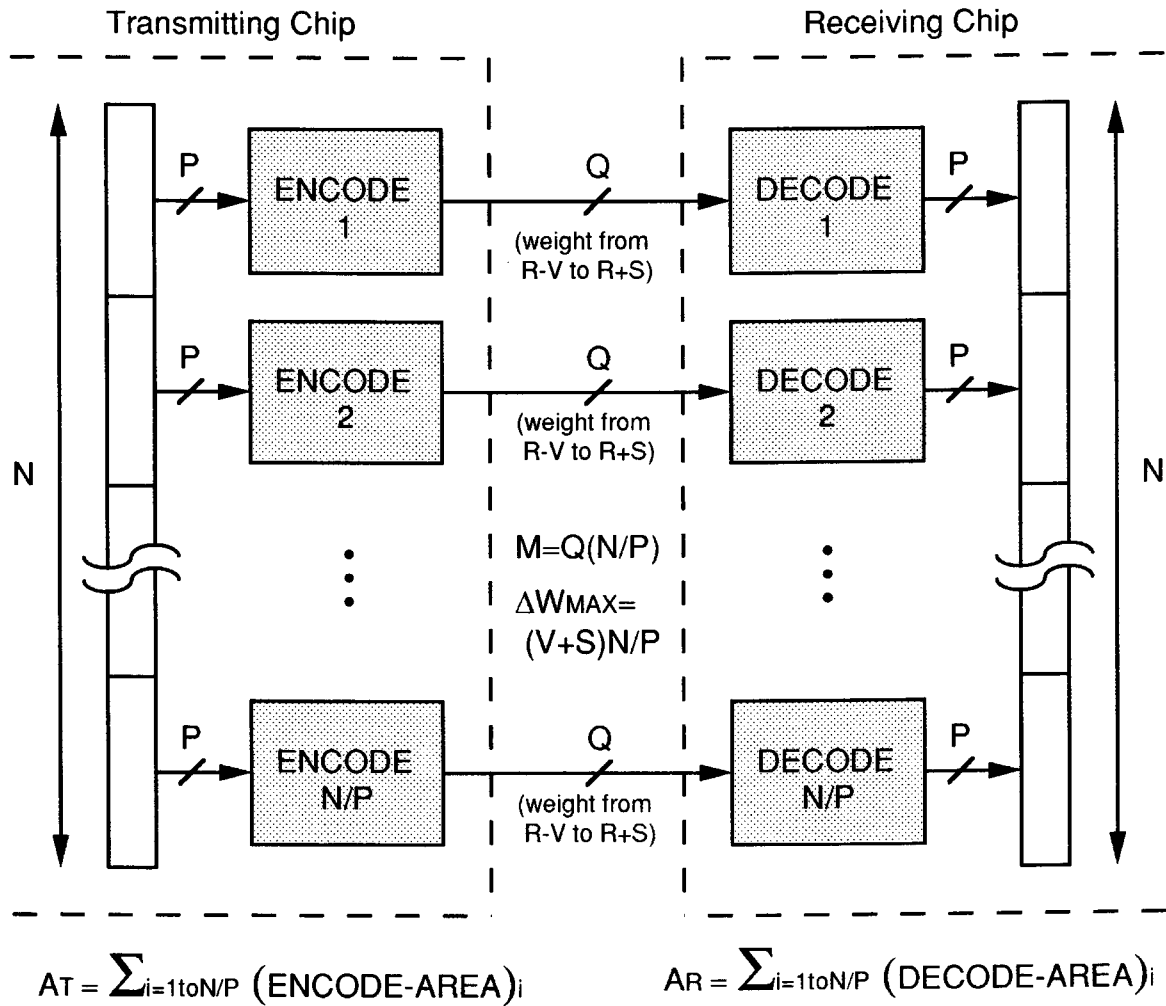 Transmitting Chip
Receiving Chip
P
ENCODE
1
Q
(weight from
R-V to R+S)
DECODE
1
P
P
ENCODE
2
Q
(weight from
R-V to R+S)
DECODE
2
P
N
N
M=Q(N/P)
ΔWMAX=
(V+S)N/P
P
ENCODE
N/P
Q
(weight from
R-V to R+S)
DECODE
N/P
P
AT = ∑i=1toN/P (ENCODE-AREA)i
AR = ∑i=1toN/P (DECODE-AREA)i